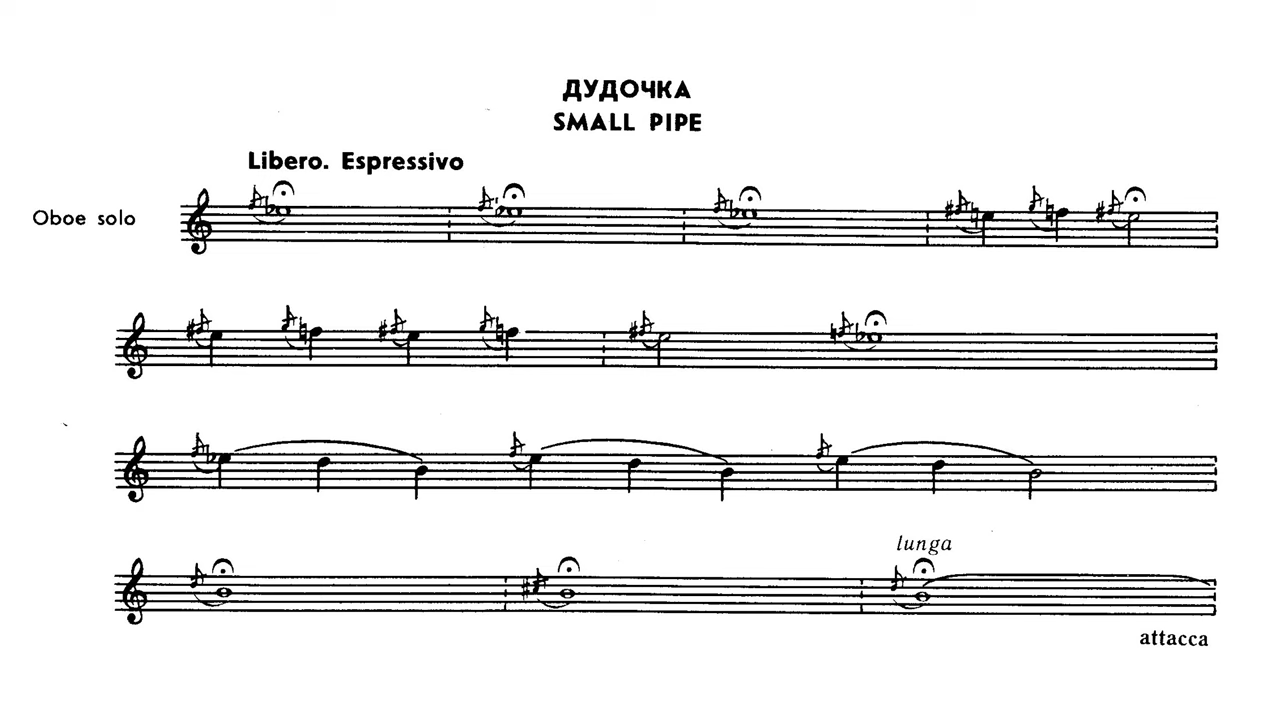 ДУДОЧКА
SMALL PIPE
Libero. Espressivo
Oboe solo
lunga
attacca